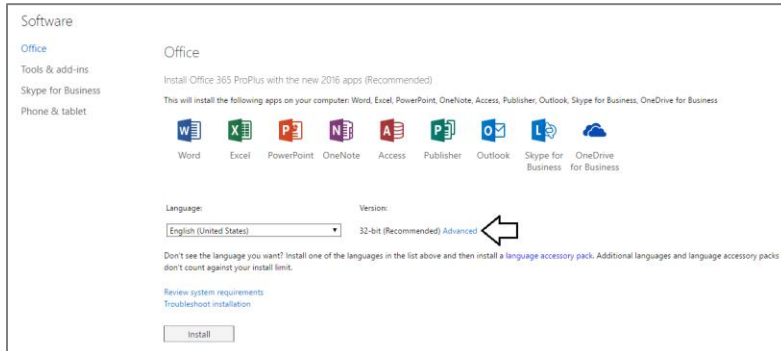 Software
Office
Tools & add-ins
Skype for Business
Phone & tablet
Office
Install Office 365 ProPlus with the new 2016 apps (Recommended)
This will install the following apps on your computer: Word, Excel, PowerPoint, OneNote, Access, Publisher, Outlook, Skype for Business, OneDrive for Business
Word Excel PowerPoint OneNote Access Publisher Outlook Skype for Business OneDrive for Business
Language: Version:
English (United States) 32-bit (Recommended) Advanced
Don't see the language you want? Install one of the languages in the list above and then install a language accessory pack. Additional languages and language accessory packs
don't count against your install limit.
Review system requirements
Troubleshoot installation
Install